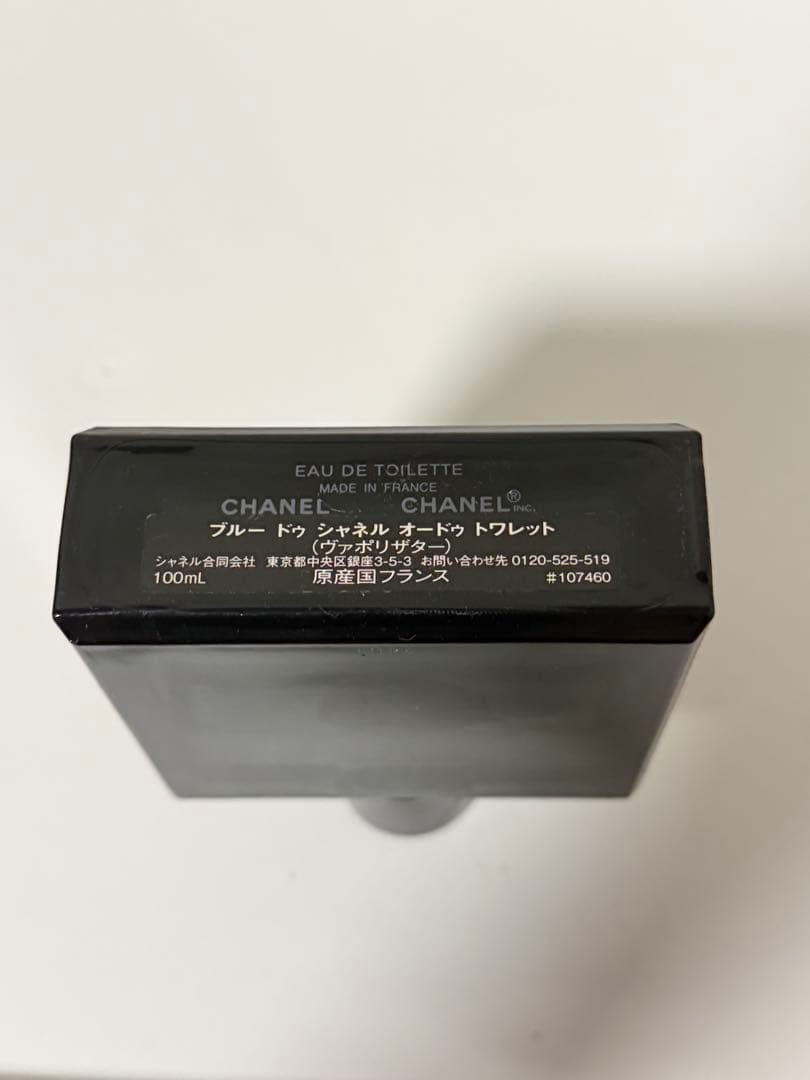 EAU DE TOILETTE
MADE IN FRANCE
CHANEL CHANEL® INC.
ブルー ドゥ シャネル オードゥ トワレット
(ヴァポリザター)
シャネル合同会社 東京都中央区銀座3-5-3 お問い合わせ先 0120-525-519
100mL 原産国フランス #107460